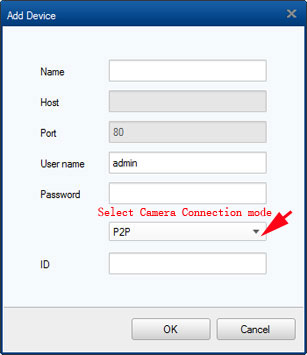 Add Device
Name
Host
Port 80
User name admin
Password
Select Camera Connection mode
P2P
ID
OK Cancel